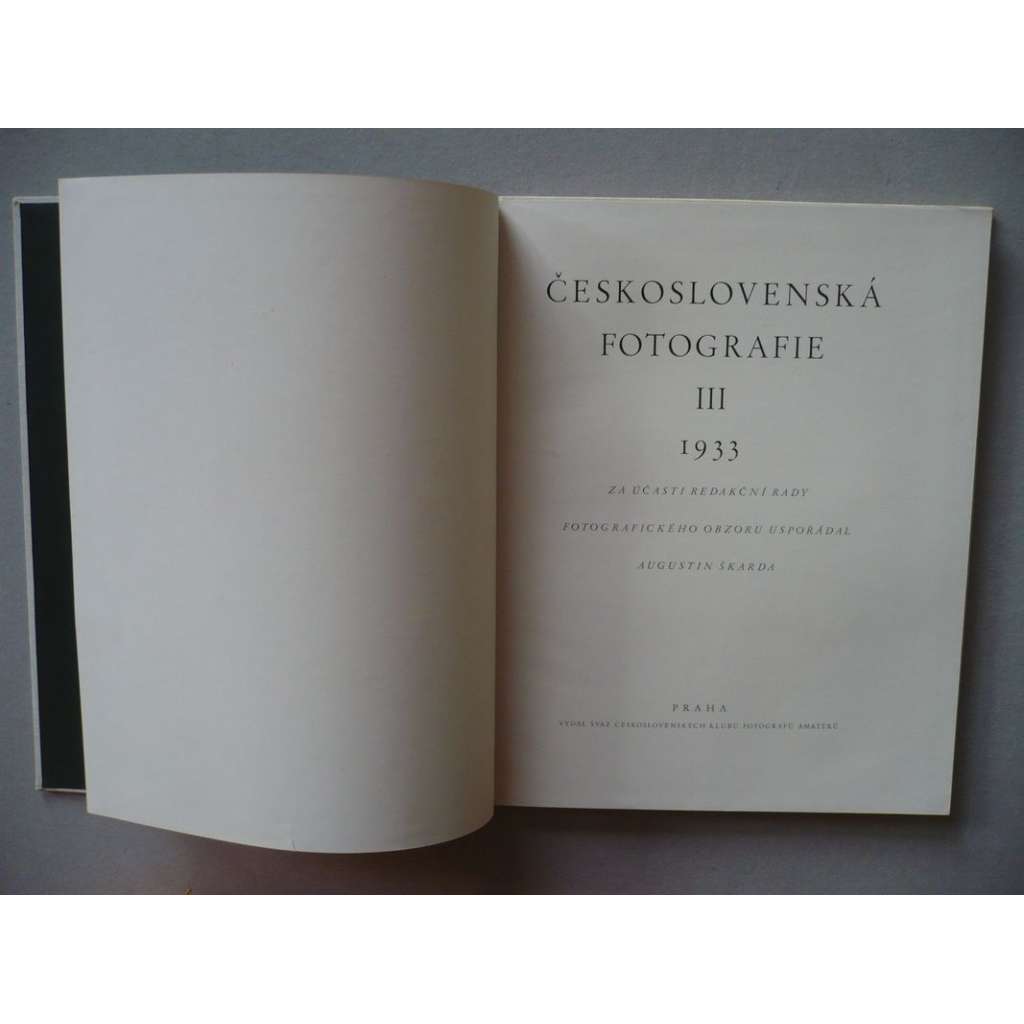 ČESKOSLOVENSKÁ
FOTOGRAFIE
III
1933
ZA ÚČASTI REDAKČNÍ RADY
FOTOGRAFICKÉHO OBZORU USPOŘÁDAL
AUGUSTIN ŠKARDA
PRAHA
VYDAL SVAZ ČESKOSLOVENSKÝCH KLUBŮ FOTOGRAFŮ AMATÉRŮ